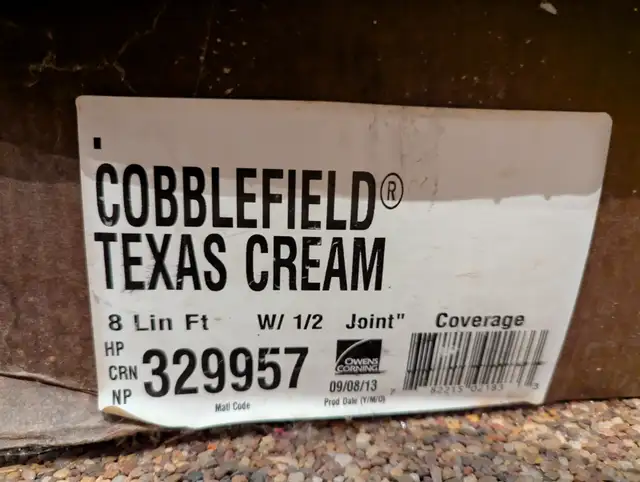 COBBLEFIELD®
TEXAS CREAM
8 Lin Ft W/ 1/2 Joint" Coverage
HP
CRN 329957
NP
Matl Code
OWENS
CORNING
09/08/13
Prod Date (Y/M/D)